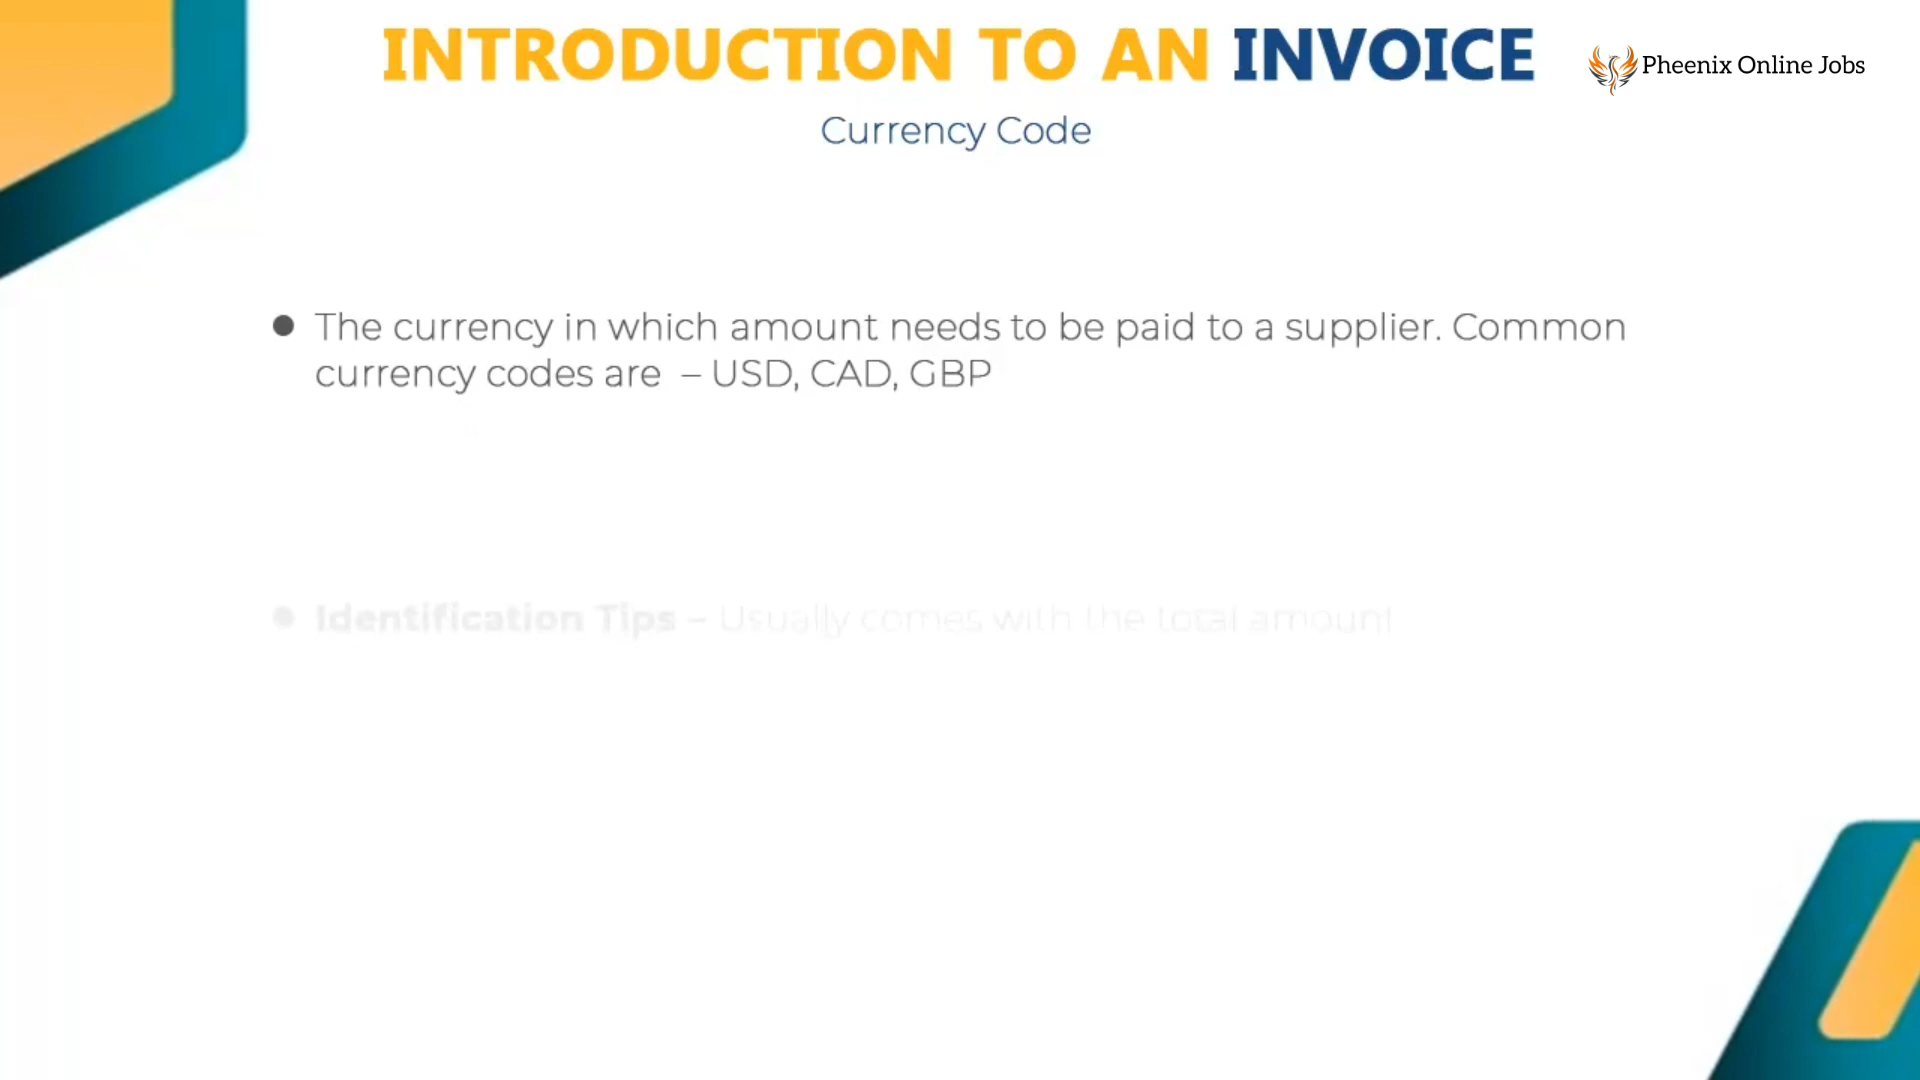 INTRODUCTION TO AN INVOICE
Pheenix Online Jobs
Currency Code
● The currency in which amount needs to be paid to a supplier. Common
currency codes are – USD, CAD, GBP
● Identification Tips – Usually comes with the total amount